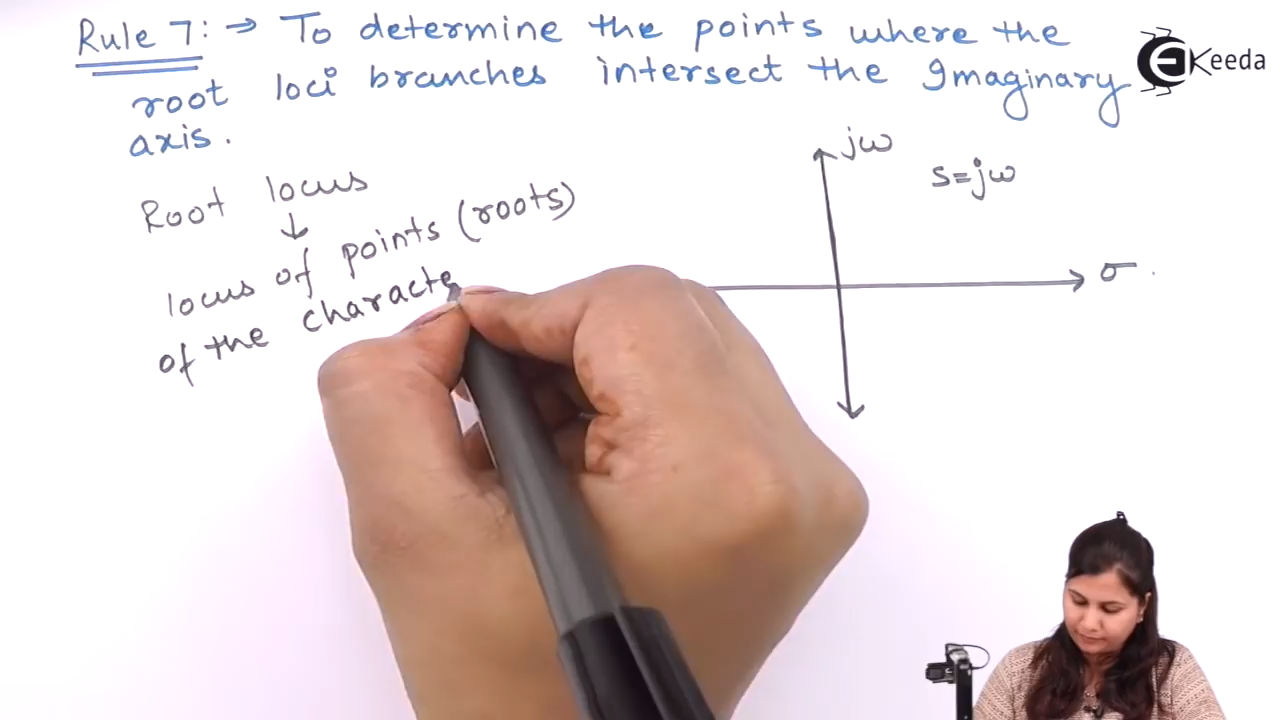 Rule 7: → To determine the points where the
root loci branches intersect the Imaginary
axis.
EKeeda
jω
s=jω
Root locus
↓
locus of points (roots)
of the characte
σ